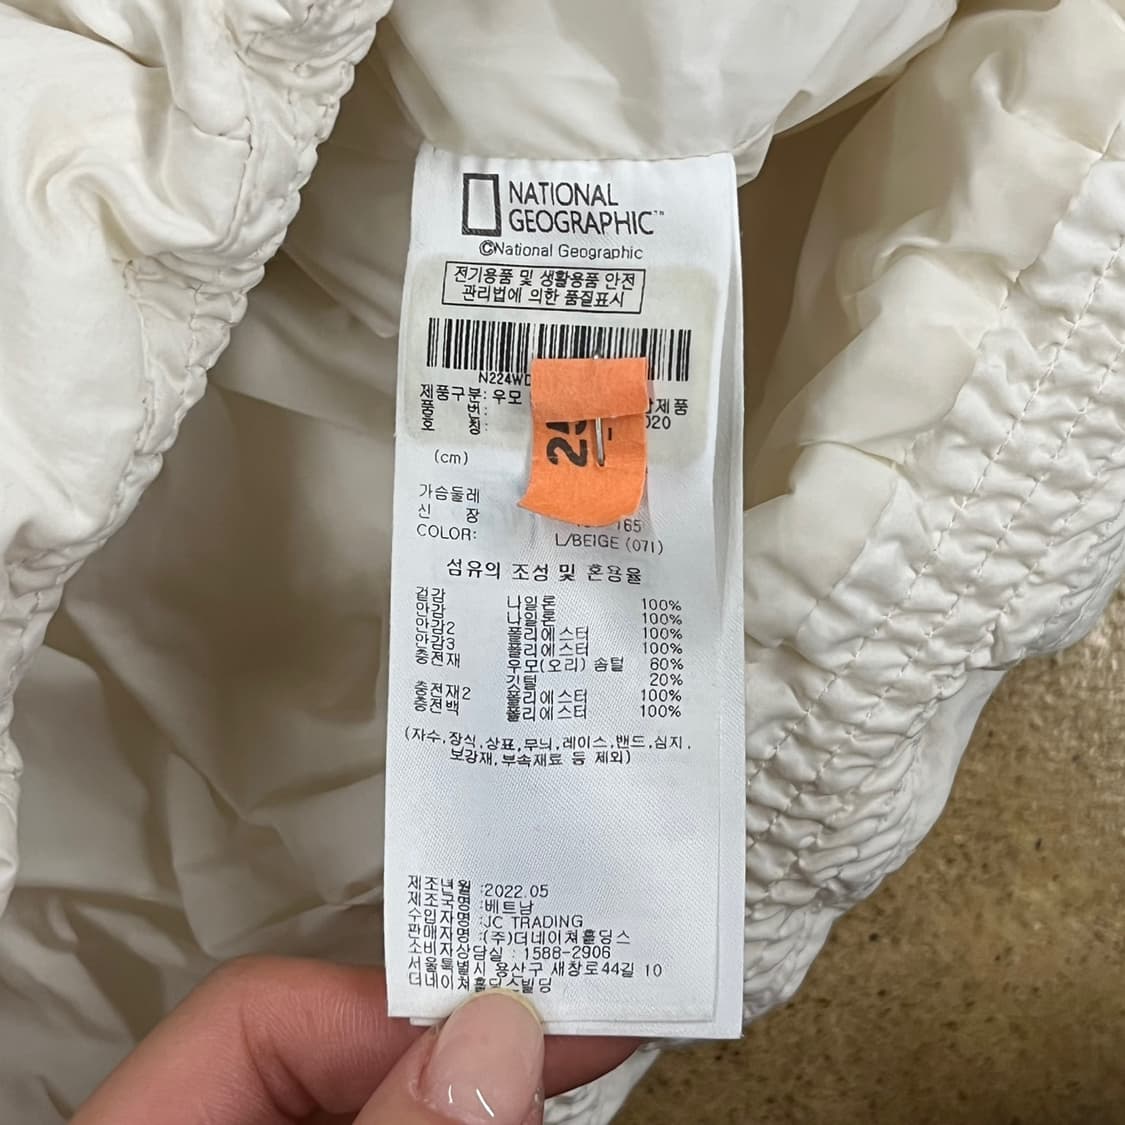 NATIONAL
GEOGRAPHIC™
©National Geographic
전기용품 및 생활용품 안전
관리법에 의한 품질표시
제품구분: 우모
품 번:
호 칭:
(cm)
가슴둘레
신 장 165
COLOR: L/BEIGE (071)
25
섬유의 조성 및 혼용율
겉감 나일론 100%
안감 나일론 100%
안감2 폴리에스터 100%
안감3 폴리에스터 100%
충전재 우모(오리) 솜털 80%
깃털 20%
충전재2 폴리에스터 100%
충전백 폴리에스터 100%
(자수,장식,상표,무늬,레이스,밴드,심지,
보강재,부속재료 등 제외)
제조년월 :2022.05
제조국명 :베트남
수입자명 :JC TRADING
판매자명 :(주)더네이쳐홀딩스
소비자상담실 : 1588-2906
서울특별시 용산구 새창로44길 10
더네이쳐홀딩스빌딩